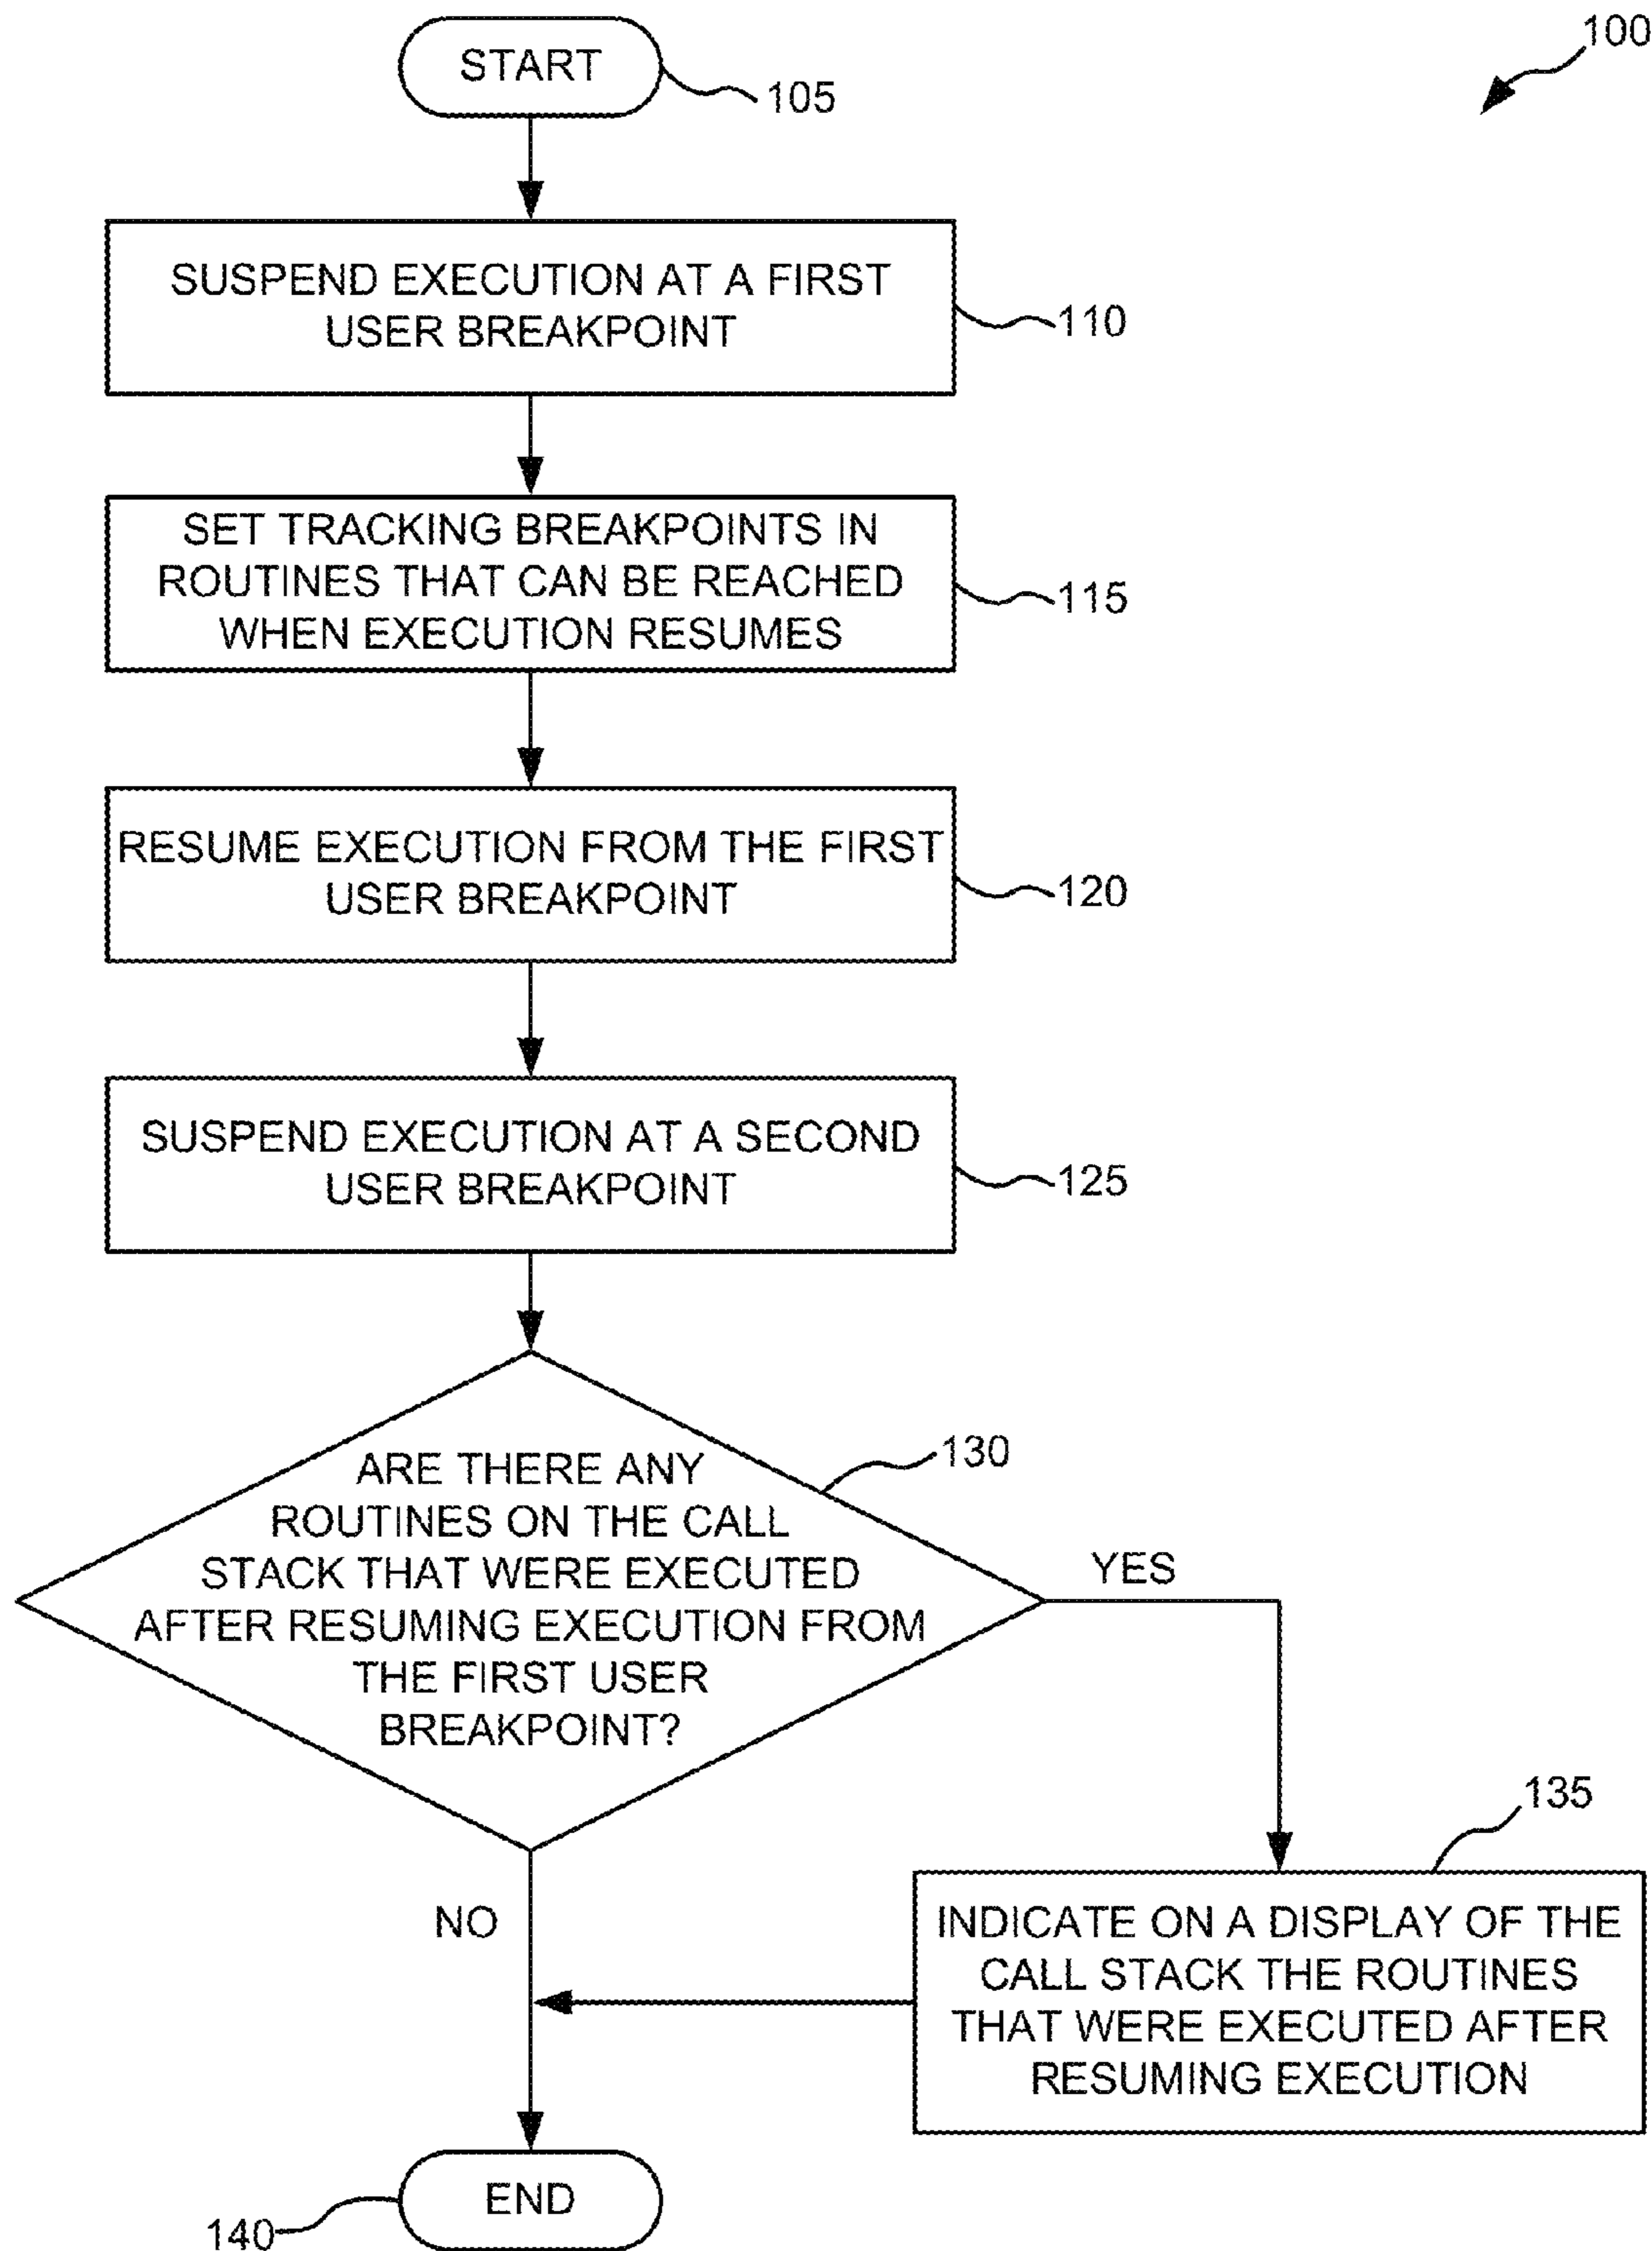 100
START
105
SUSPEND EXECUTION AT A FIRST
USER BREAKPOINT
110
SET TRACKING BREAKPOINTS IN
ROUTINES THAT CAN BE REACHED
WHEN EXECUTION RESUMES
115
RESUME EXECUTION FROM THE FIRST
USER BREAKPOINT
120
SUSPEND EXECUTION AT A SECOND
USER BREAKPOINT
125
ARE THERE ANY
ROUTINES ON THE CALL
STACK THAT WERE EXECUTED
AFTER RESUMING EXECUTION FROM
THE FIRST USER
BREAKPOINT?
130
YES
NO
135
INDICATE ON A DISPLAY OF THE
CALL STACK THE ROUTINES
THAT WERE EXECUTED AFTER
RESUMING EXECUTION
END
140